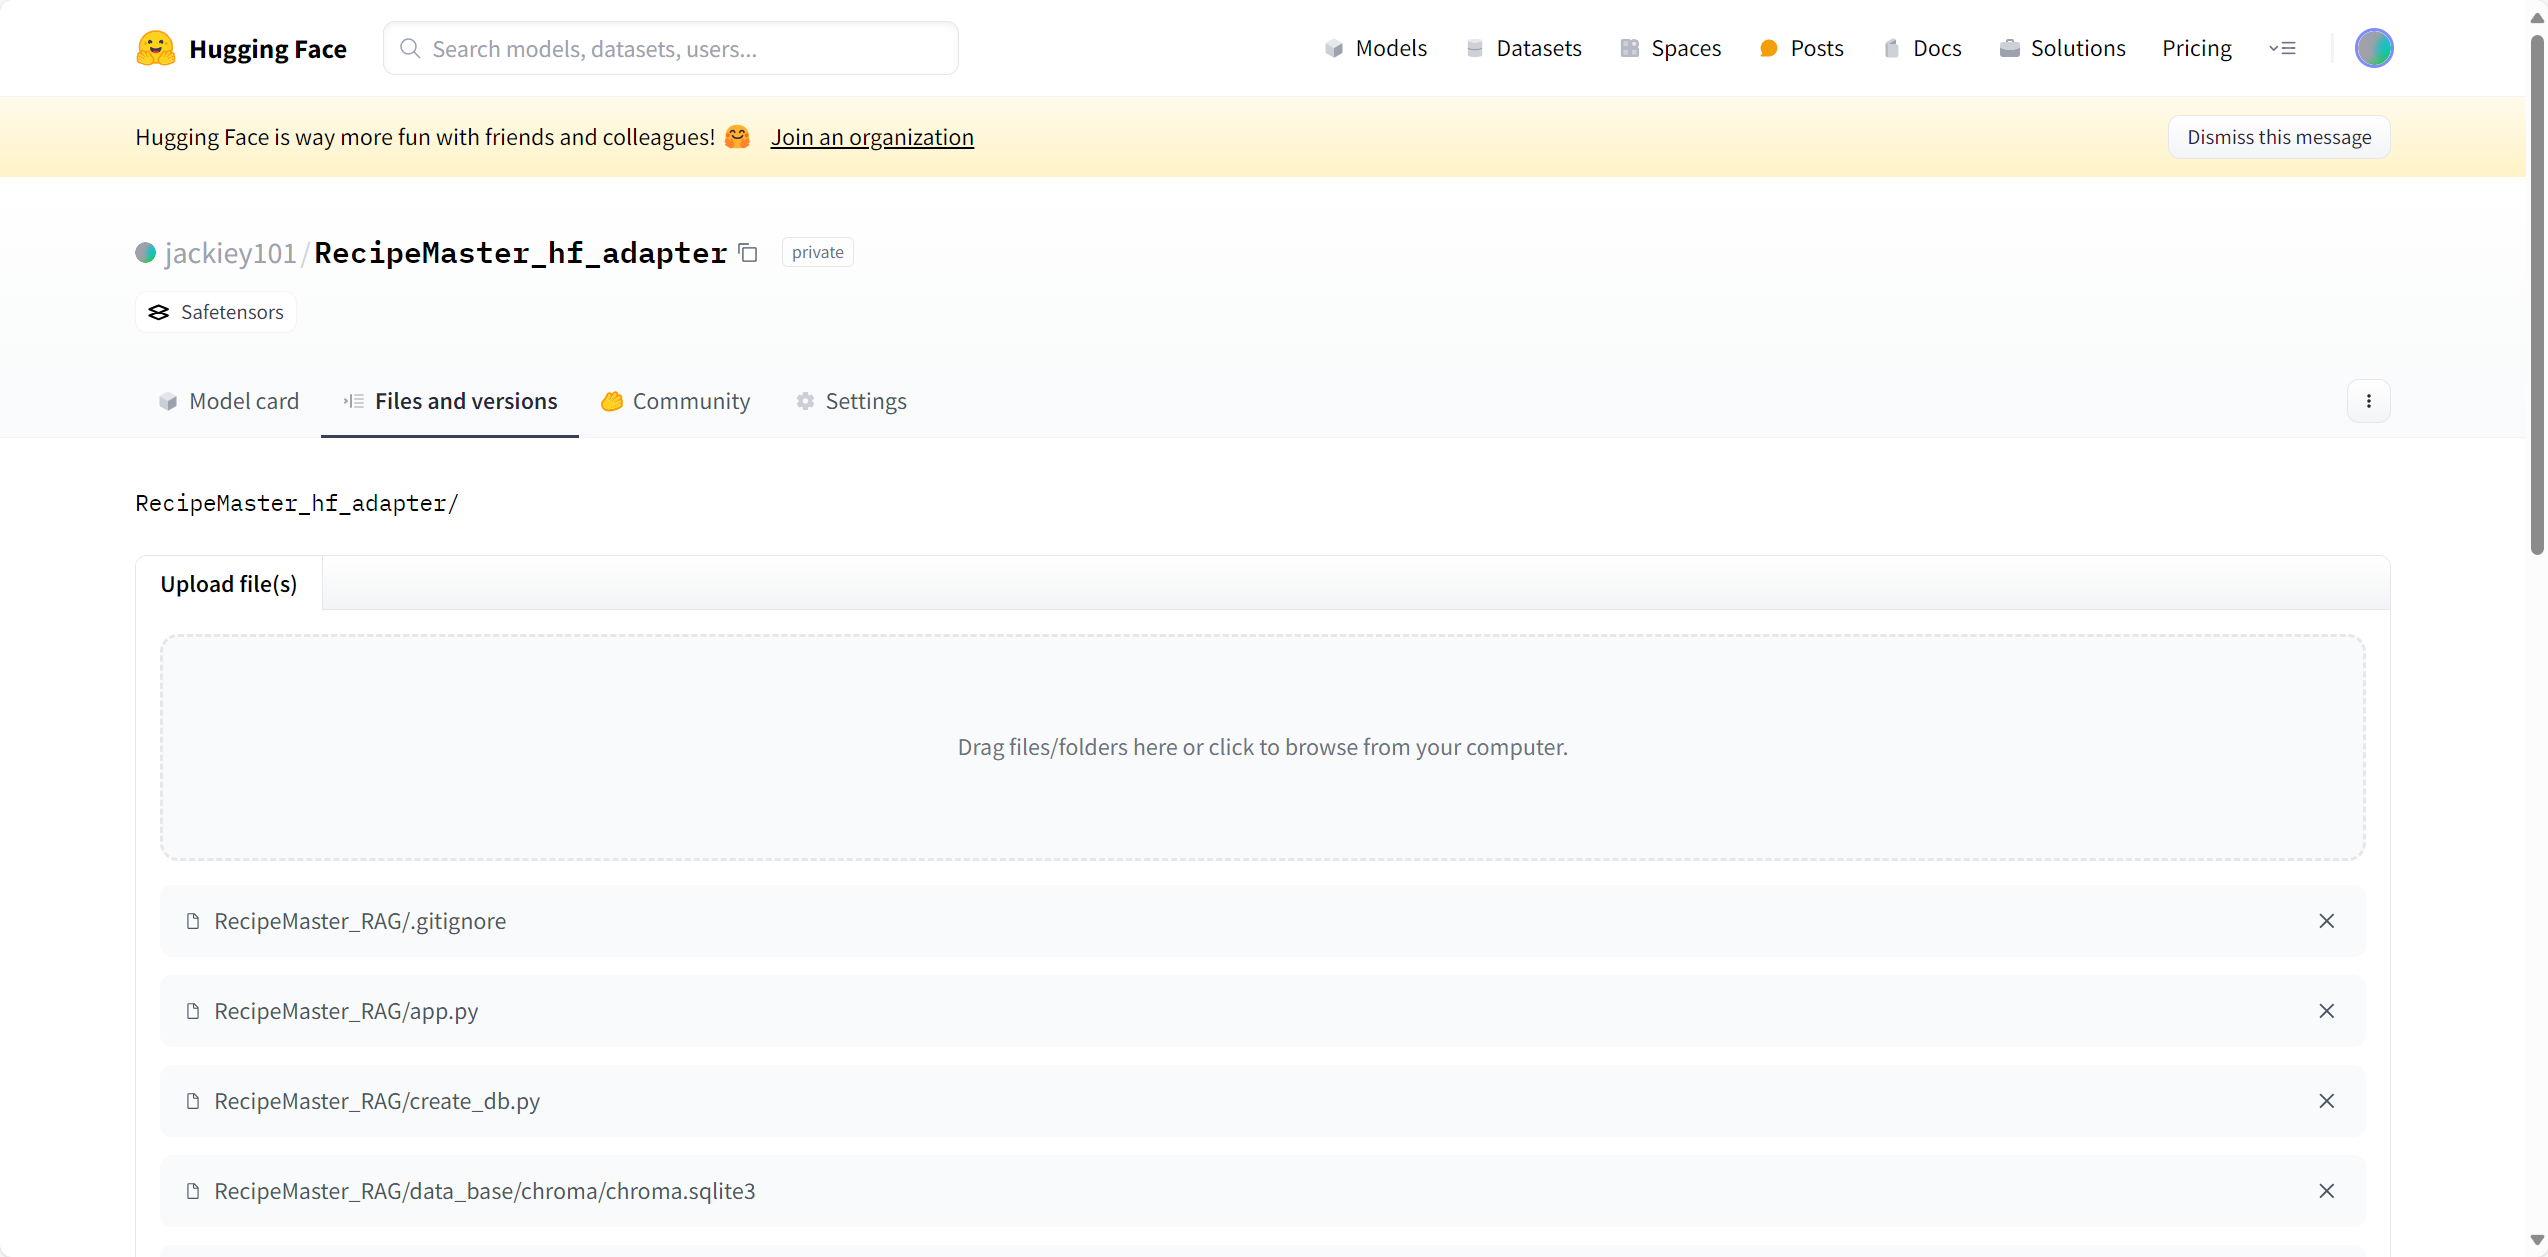 Hugging Face
Search models, datasets, users...
Models
Datasets
Spaces
Posts
Docs
Solutions
Pricing
Hugging Face is way more fun with friends and colleagues! 🤗 Join an organization
Dismiss this message
jackiey101/RecipeMaster_hf_adapter
private
Safetensors
Model card
Files and versions
Community
Settings
RecipeMaster_hf_adapter/
Upload file(s)
Drag files/folders here or click to browse from your computer.
RecipeMaster_RAG/.gitignore
RecipeMaster_RAG/app.py
RecipeMaster_RAG/create_db.py
RecipeMaster_RAG/data_base/chroma/chroma.sqlite3